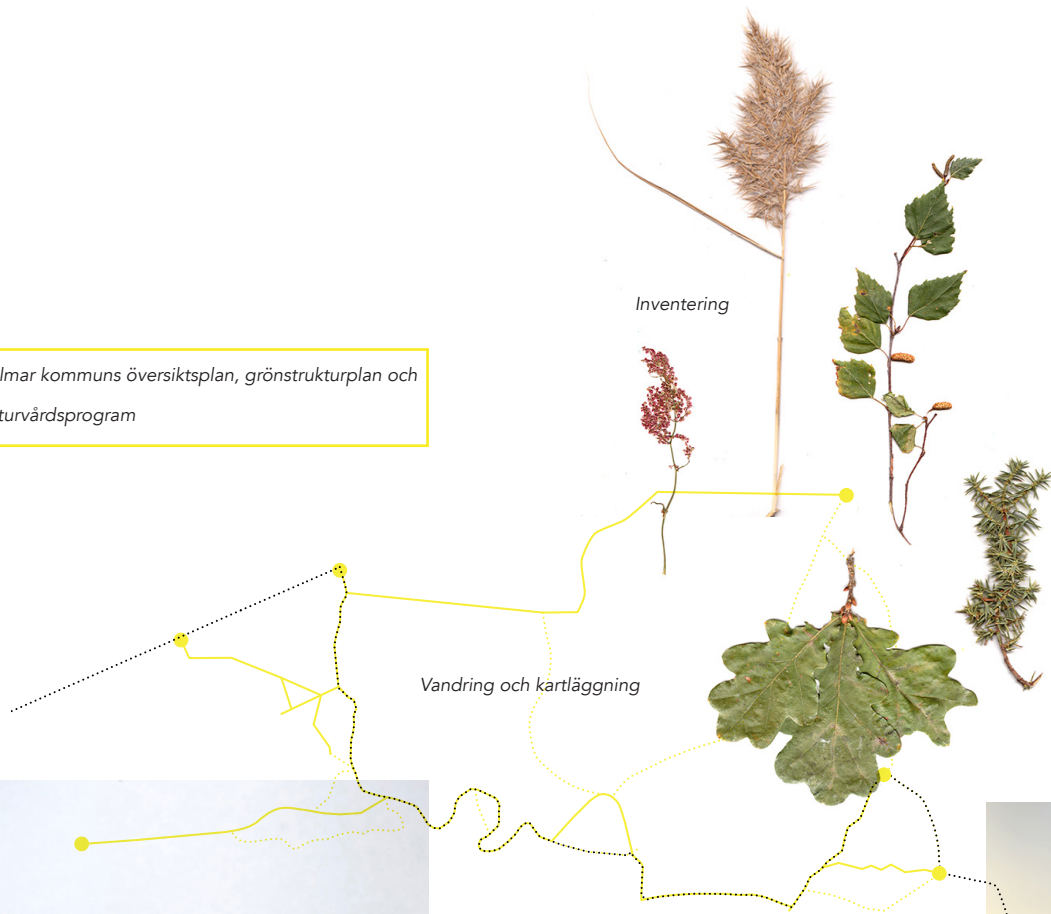 Inventering
lmar kommuns översiktsplan, grönstrukturplan och
turvårdsprogram
Vandring och kartläggning